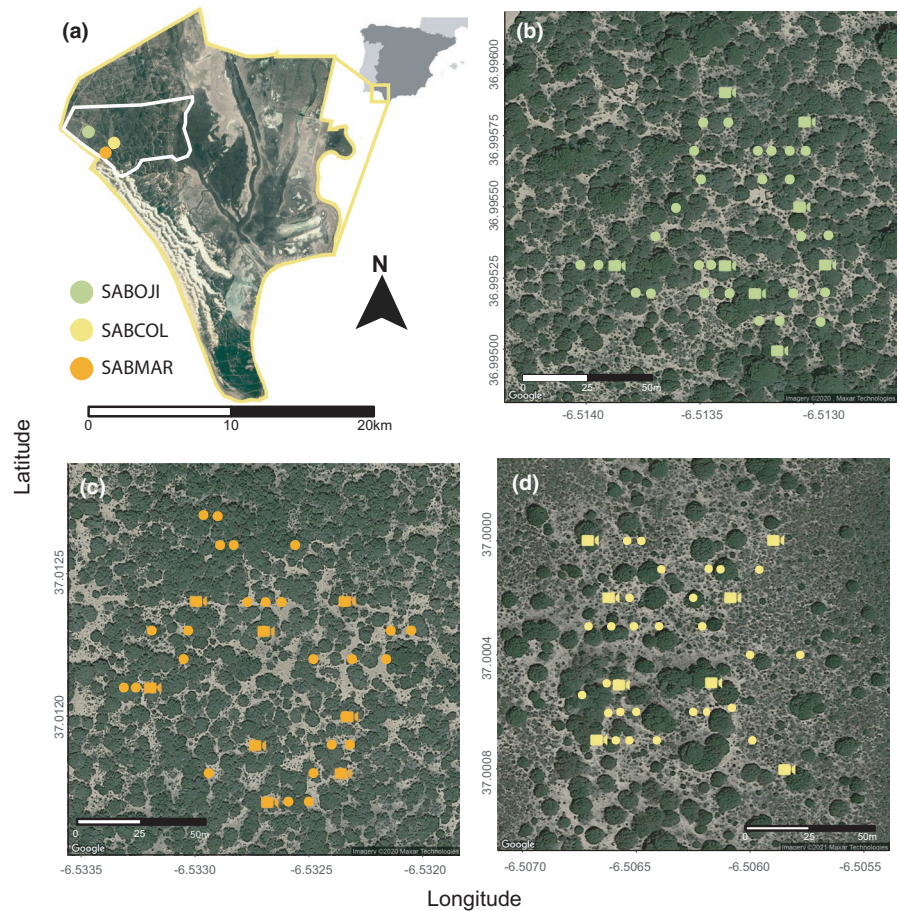 (a)
N
SABOJI
SABCOL
SABMAR
0 10 20km
Latitude
(b)
36.99600
36.99575
36.99550
36.99525
36.99500
0 25 50m
Google
Imagery ©2020 , Maxar Technologies
-6.5140 -6.5135 -6.5130
(c)
37.0125
37.0120
0 25 50m
Google
Imagery ©2020 Maxar Technologies
-6.5335 -6.5330 -6.5325 -6.5320
(d)
37.0000
37.0004
37.0008
0 25 50m
Google
Imagery ©2021 Maxar Technologies
-6.5070 -6.5065 -6.5060 -6.5055
Longitude